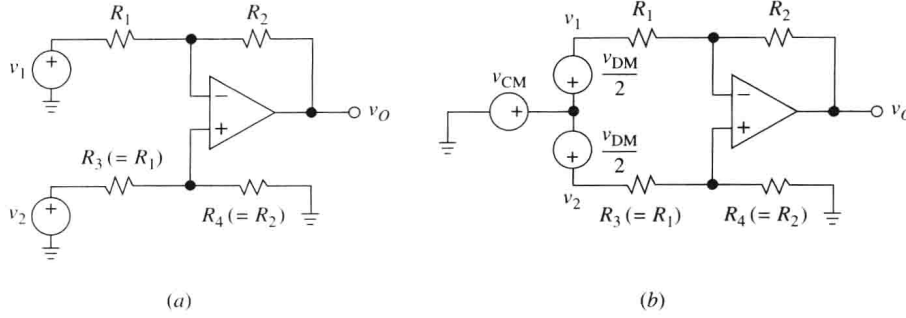 R1 R2
v1 +
−
+
vO
R3 (= R1)
R4 (= R2)
v2 +
(a)
v1 R1 R2
vDM/2
+
vCM
+
−
+
vO
vDM/2
+
v2 R3 (= R1) R4 (= R2)
(b)